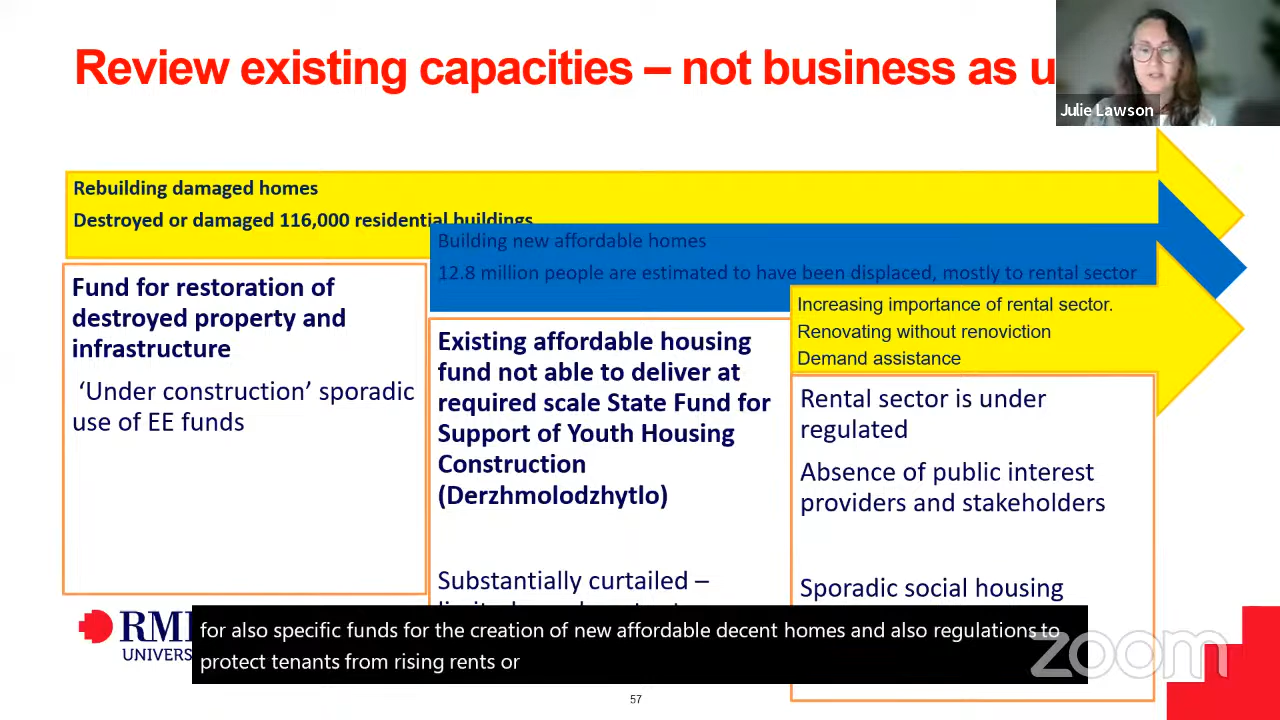 Review existing capacities – not business as u
Julie Lawson
Rebuilding damaged homes
Destroyed or damaged 116,000 residential buildings
Building new affordable homes
12.8 million people are estimated to have been displaced, mostly to rental sector
Increasing importance of rental sector.
Renovating without renoviction
Demand assistance
Fund for restoration of
destroyed property and
infrastructure
‘Under construction’ sporadic
use of EE funds
Existing affordable housing
fund not able to deliver at
required scale State Fund for
Support of Youth Housing
Construction
(Derzhmolodzhytlo)
Substantially curtailed –
Rental sector is under
regulated
Absence of public interest
providers and stakeholders
Sporadic social housing
RMI
UNIVERS
for also specific funds for the creation of new affordable decent homes and also regulations to
protect tenants from rising rents or
zoom
57